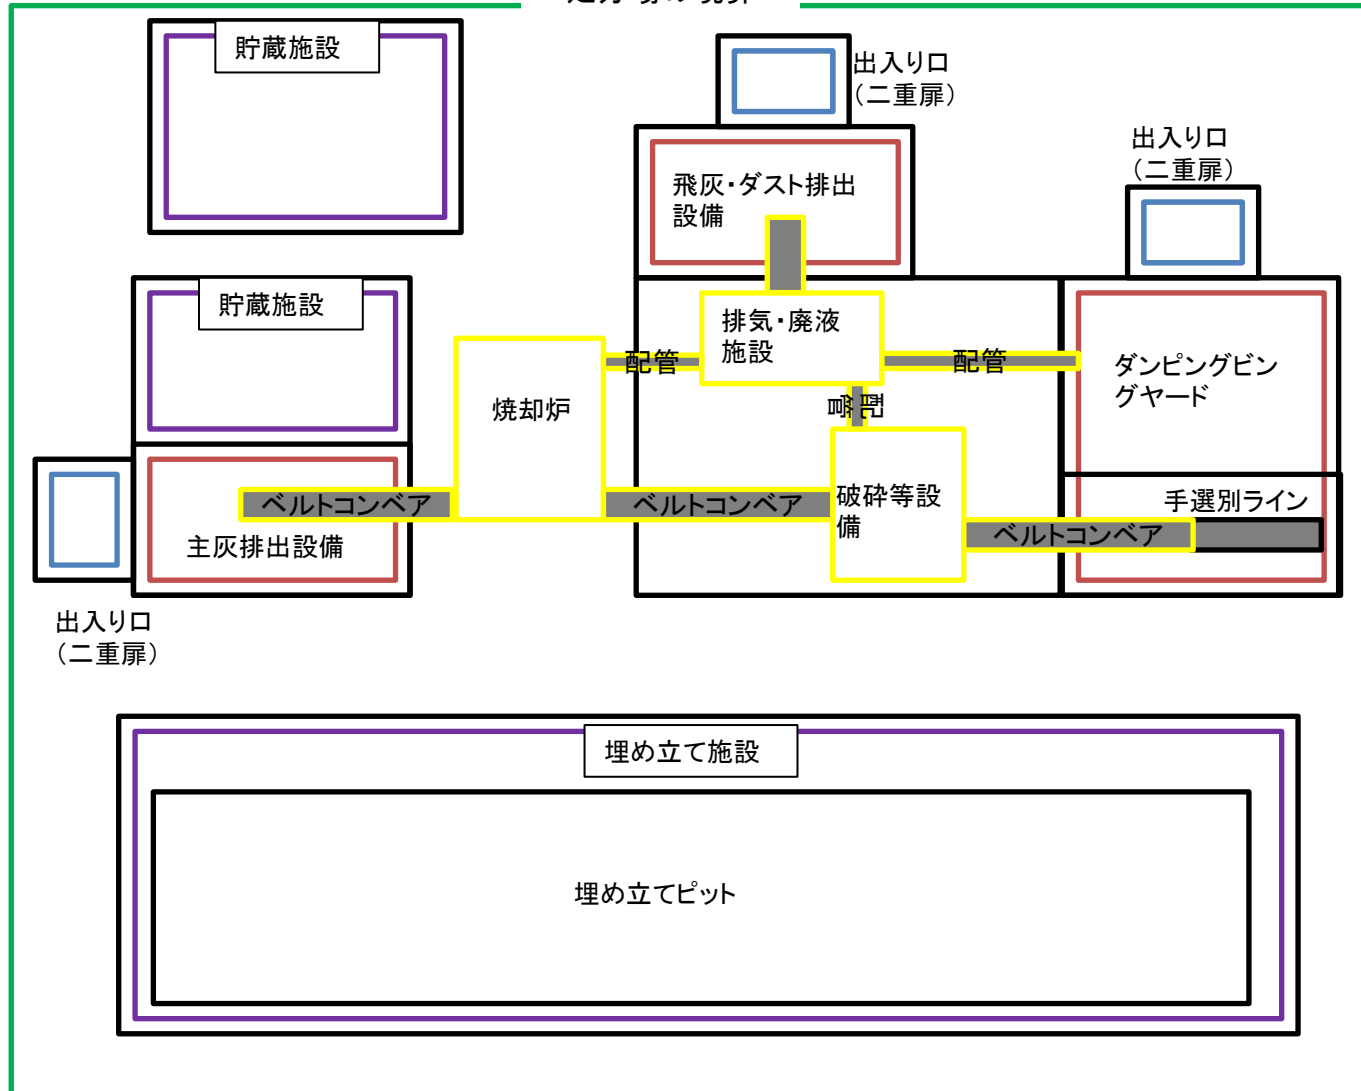 貯蔵施設
出入り口
（二重扉）
出入り口
（二重扉）
飛灰・ダスト排出
設備
貯蔵施設
排気・廃液
施設
配管
配管
ダンピングビン
グヤード
焼却炉
配管
ベルトコンベア
ベルトコンベア
破砕等設
備
手選別ライン
ベルトコンベア
主灰排出設備
出入り口
（二重扉）
埋め立て施設
埋め立てピット